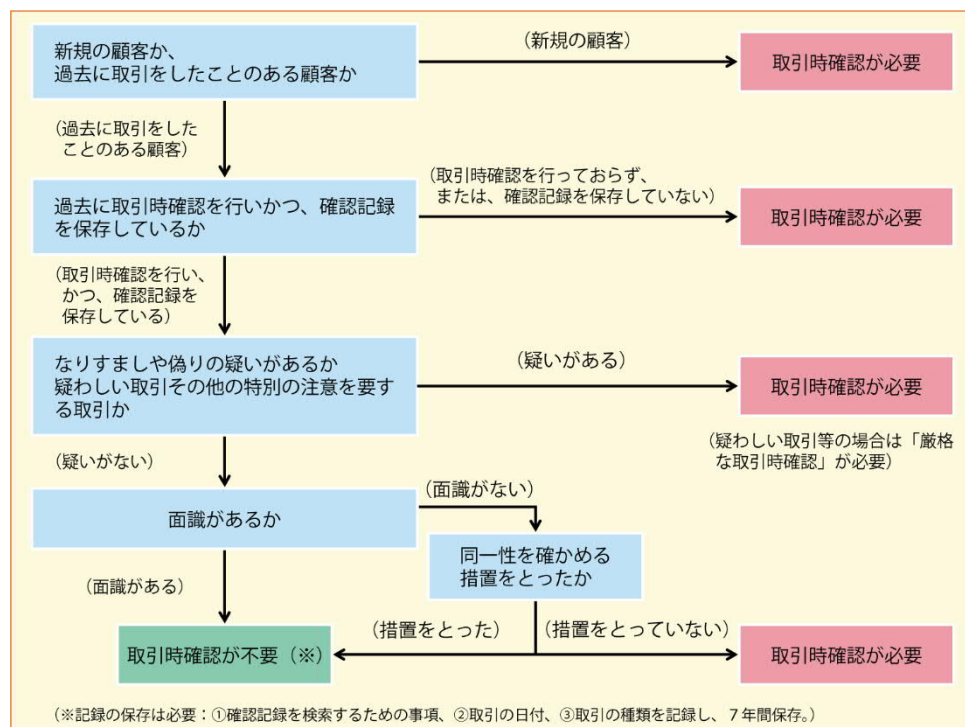 新規の顧客か、
過去に取引をしたことのある顧客か
（新規の顧客）
取引時確認が必要
（過去に取引をした
ことのある顧客）
過去に取引時確認を行いかつ、確認記録
を保存しているか
（取引時確認を行っておらず、
または、確認記録を保存していない）
取引時確認が必要
（取引時確認を行い、
かつ、確認記録を
保存している）
なりすましや偽りの疑いがあるか
疑わしい取引その他の特別の注意を要す
る取引か
（疑いがある）
取引時確認が必要
（疑わしい取引等の場合は「厳格
な取引時確認」が必要）
（疑いがない）
面識があるか
（面識がない）
同一性を確かめる
措置をとったか
（面識がある）
（措置をとった）
（措置をとっていない）
取引時確認が不要（※）
取引時確認が必要
（※記録の保存は必要：①確認記録を検索するための事項、②取引の日付、③取引の種類を記録し、７年間保存。）